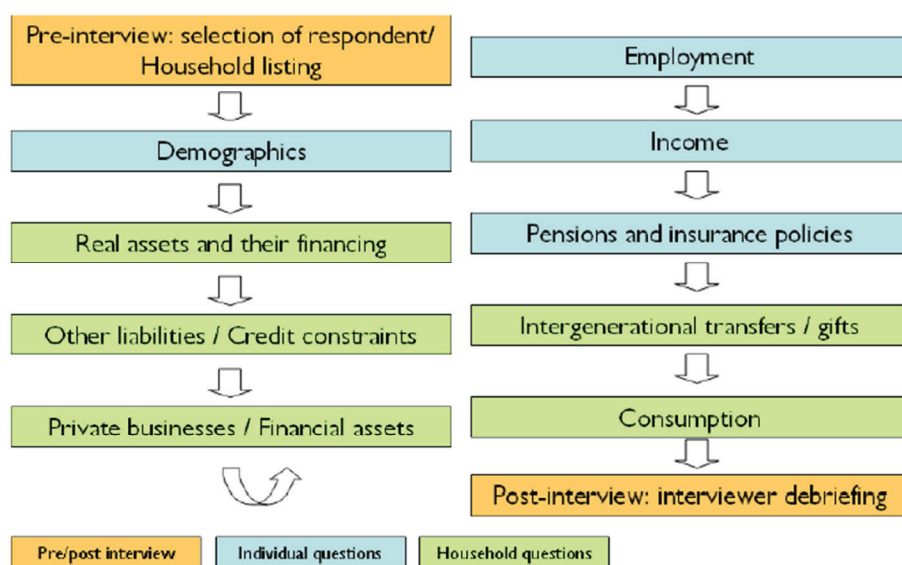 Pre-interview: selection of respondent/
Household listing
Demographics
Real assets and their financing
Other liabilities / Credit constraints
Private businesses / Financial assets
Employment
Income
Pensions and insurance policies
Intergenerational transfers / gifts
Consumption
Post-interview: interviewer debriefing
Pre/post interview
Individual questions
Household questions